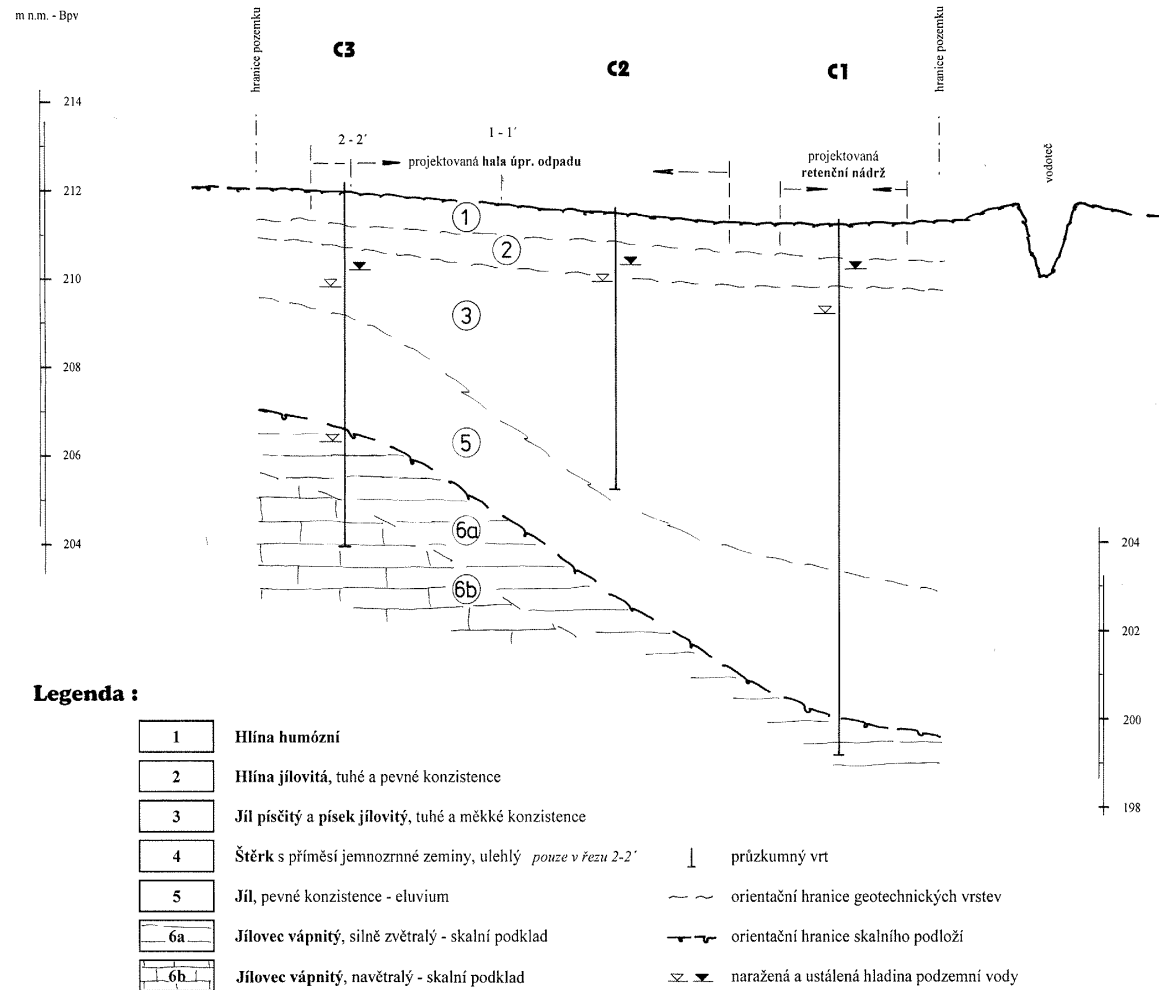 m n.m. - Bpv
hranice pozemku
C3
C2
C1
hranice pozemku
214
212
210
208
206
204
2 - 2´
1 - 1´
projektovaná hala úpr. odpadu
projektovaná
retenční nádrž
vodoteč
1
2
3
5
6a
6b
204
202
200
198
Legenda :
1 Hlína humózní
2 Hlína jílovitá, tuhé a pevné konzistence
3 Jíl písčitý a písek jílovitý, tuhé a měkké konzistence
4 Štěrk s příměsí jemnozrnné zeminy, ulehlý pouze v řezu 2-2´
5 Jíl, pevné konzistence - eluvium
6a Jílovec vápnitý, silně zvětralý - skalní podklad
6b Jílovec vápnitý, navětralý - skalní podklad
průzkumný vrt
orientační hranice geotechnických vrstev
orientační hranice skalního podloží
naražená a ustálená hladina podzemní vody